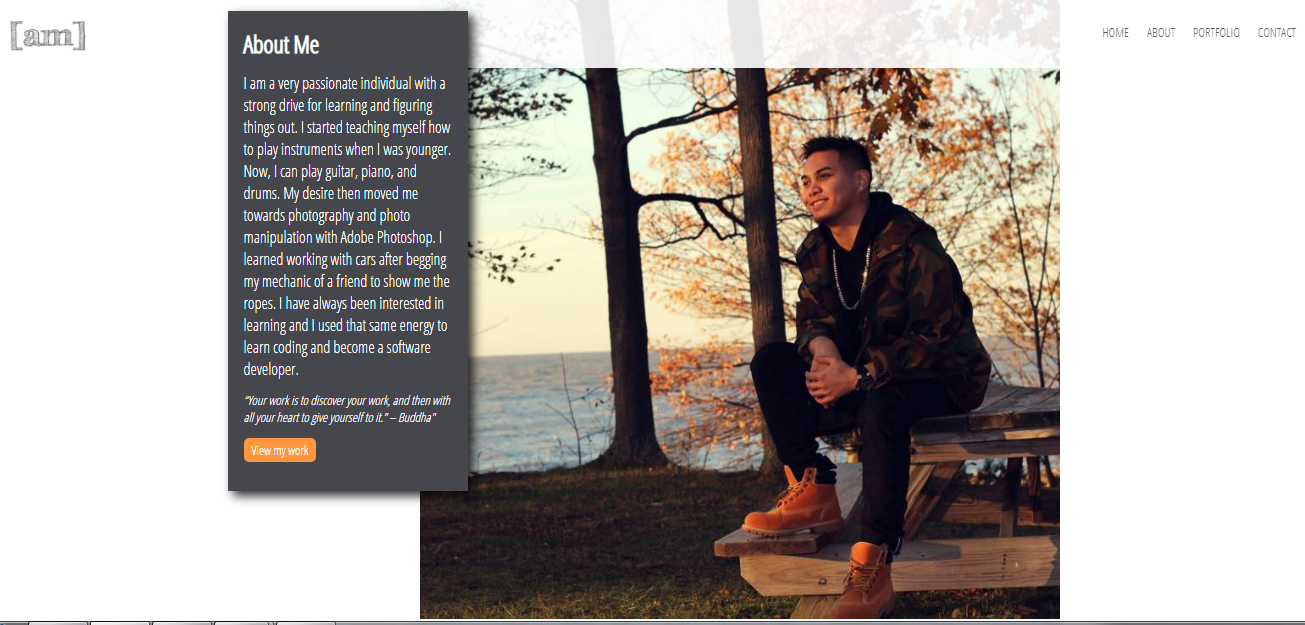 [am]
HOME ABOUT PORTFOLIO CONTACT
About Me
I am a very passionate individual with a
strong drive for learning and figuring
things out. I started teaching myself how
to play instruments when I was younger.
Now, I can play guitar, piano, and
drums. My desire then moved me
towards photography and photo
manipulation with Adobe Photoshop. I
learned working with cars after begging
my mechanic of a friend to show me the
ropes. I have always been interested in
learning and I used that same energy to
learn coding and become a software
developer.
“Your work is to discover your work, and then with
all your heart to give yourself to it.” – Buddha"
View my work